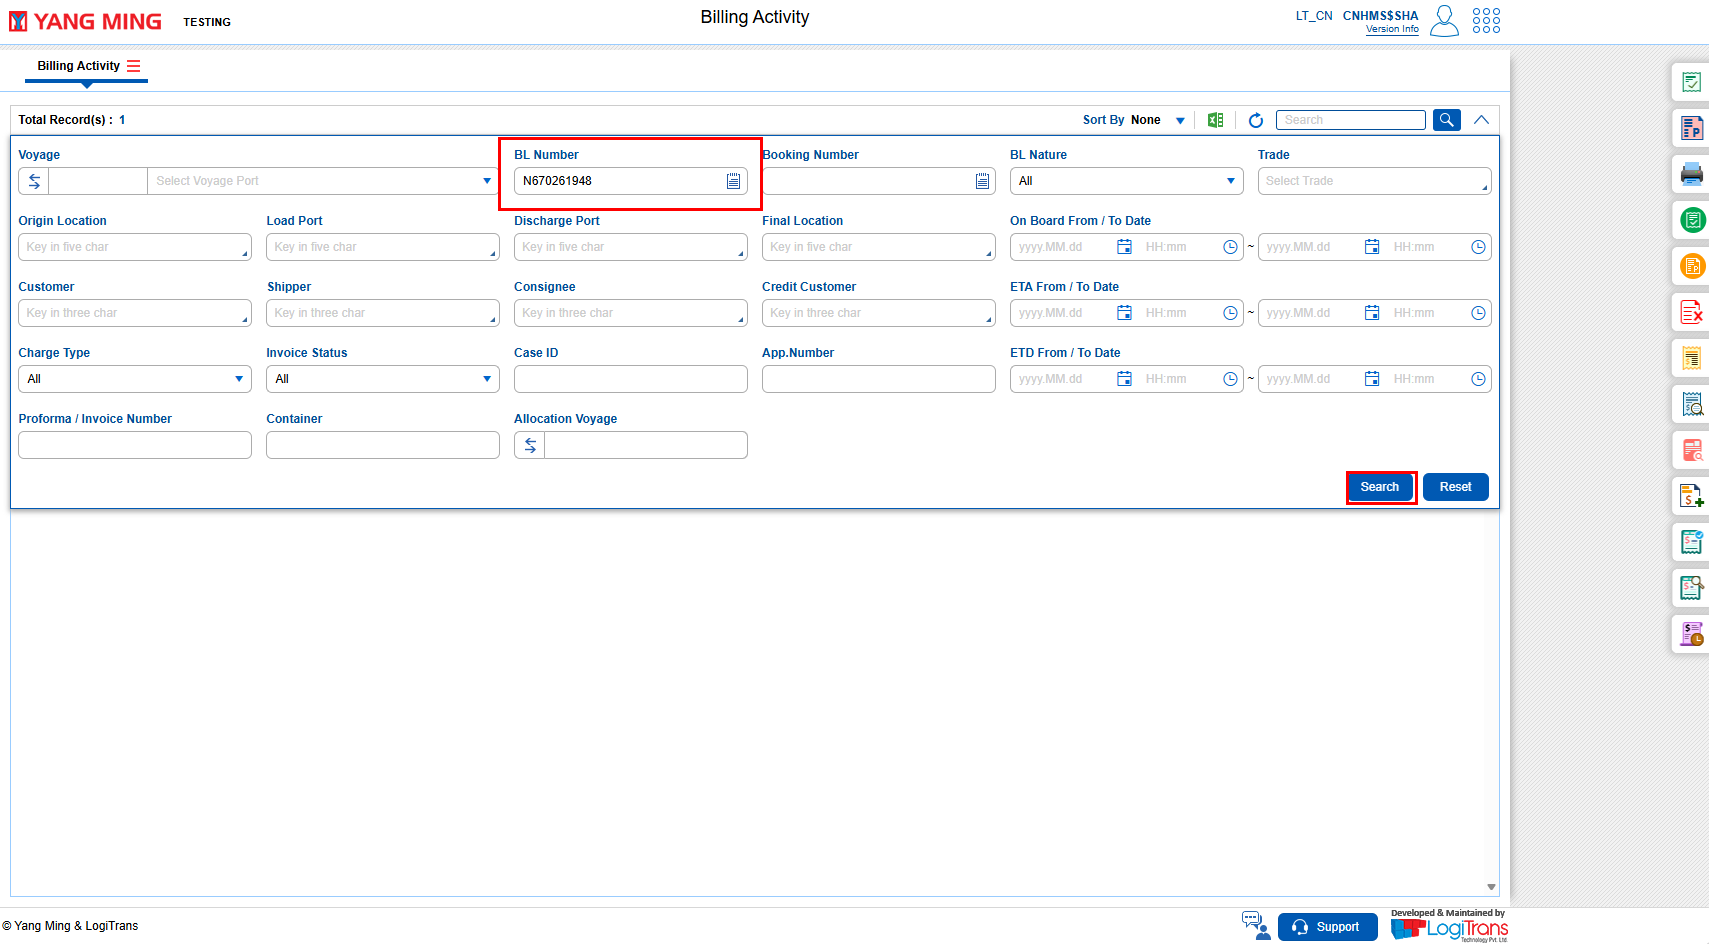 YANG MING TESTING Billing Activity LT_CN CNHMS$SHA
Version Info
Billing Activity
Total Record(s) : 1 Sort By None Search
Voyage BL Number Booking Number BL Nature Trade
Select Voyage Port N670261948 All Select Trade
Origin Location Load Port Discharge Port Final Location On Board From / To Date
Key in five char Key in five char Key in five char Key in five char yyyy.MM.dd HH:mm ~ yyyy.MM.dd HH:mm
Customer Shipper Consignee Credit Customer ETA From / To Date
Key in three char Key in three char Key in three char Key in three char yyyy.MM.dd HH:mm ~ yyyy.MM.dd HH:mm
Charge Type Invoice Status Case ID App.Number ETD From / To Date
All All yyyy.MM.dd HH:mm ~ yyyy.MM.dd HH:mm
Proforma / Invoice Number Container Allocation Voyage
Search Reset
© Yang Ming & LogiTrans Support Developed & Maintained by
LogiTrans
Technology Pvt. Ltd.